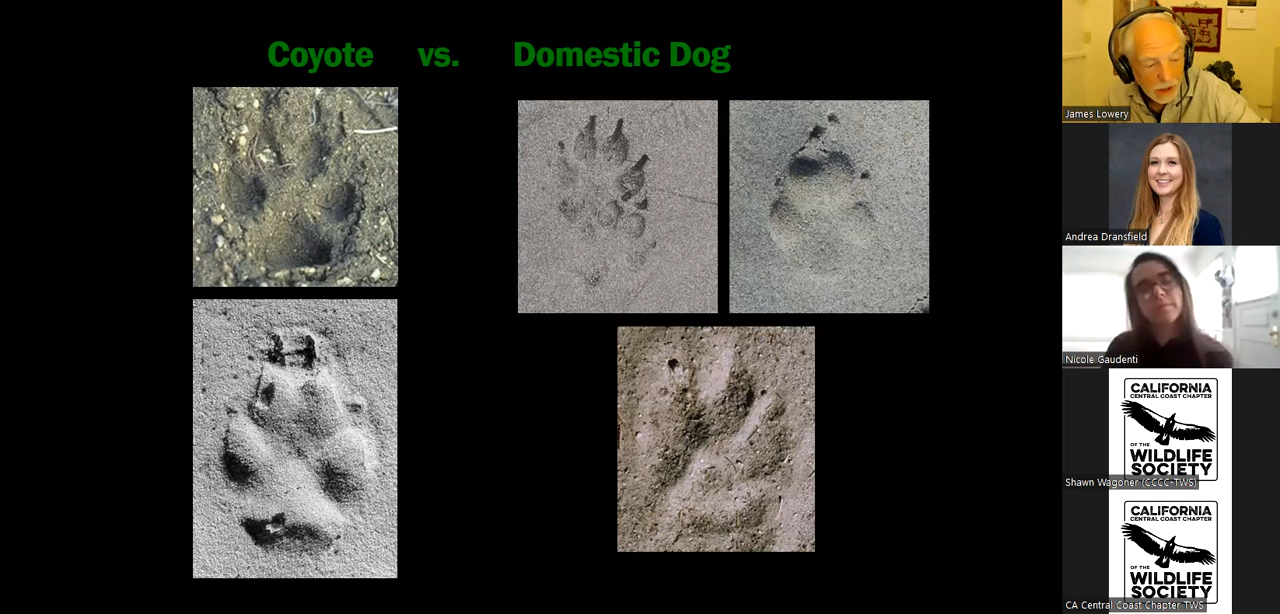 Coyote vs. Domestic Dog
James Lowery
Andrea Dransfield
Nicole Gaudenti
CALIFORNIA
CENTRAL COAST CHAPTER
OF THE
WILDLIFE
SOCIETY
Shawn Wagoner (CCCC-TWS)
CALIFORNIA
CENTRAL COAST CHAPTER
OF THE
WILDLIFE
SOCIETY
CA Central Coast Chapter TWS